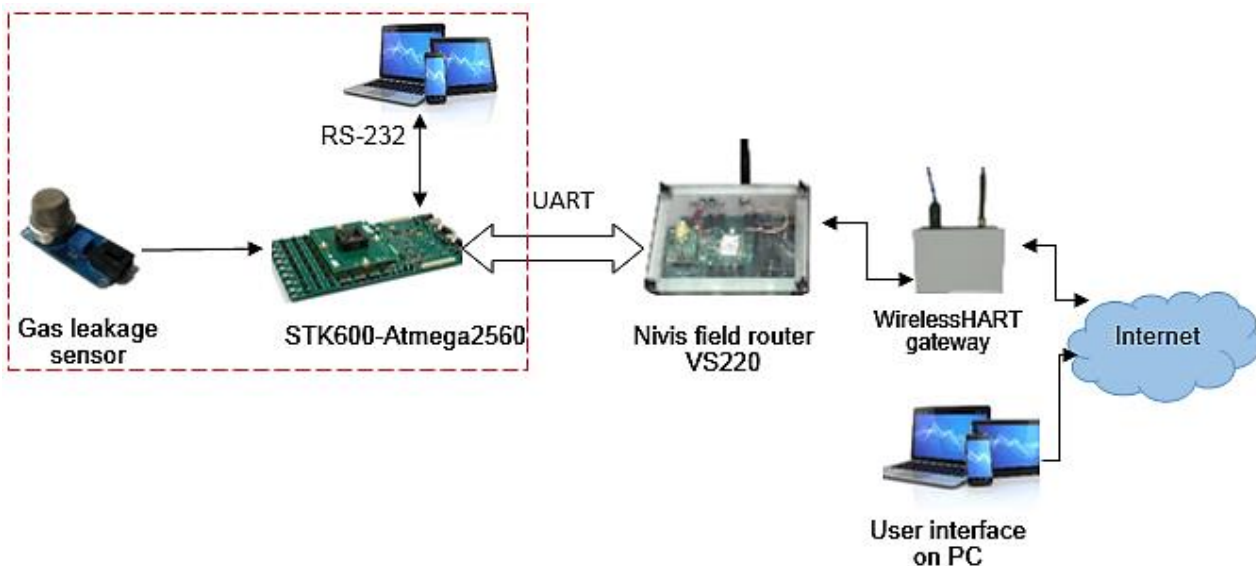 RS-232
UART
Gas leakage
sensor
STK600-Atmega2560
Nivis field router
VS220
WirelessHART
gateway
Internet
User interface
on PC